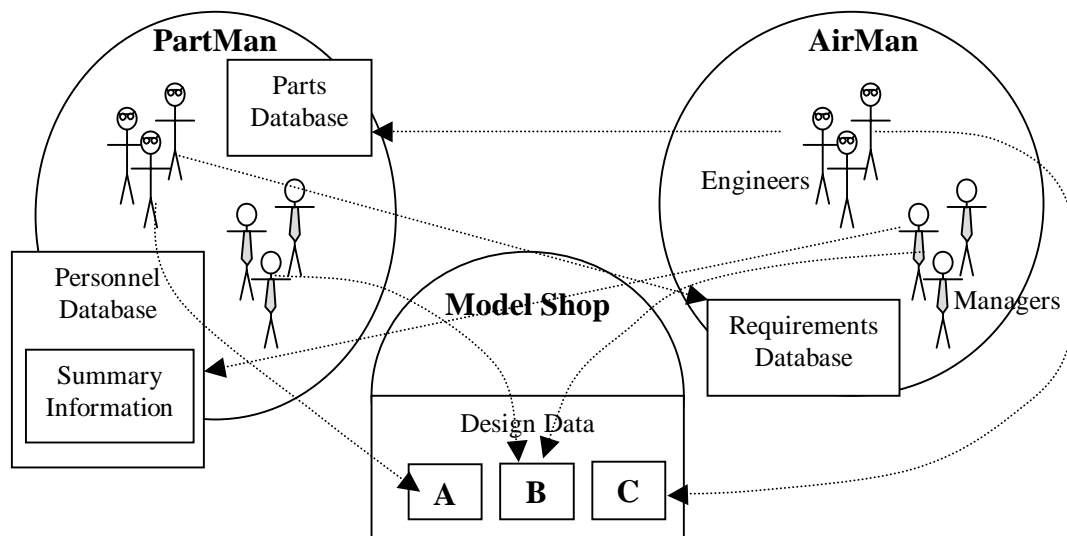 PartMan
Parts
Database
Personnel
Database
Summary
Information
Model Shop
Design Data
A
B
C
AirMan
Engineers
Managers
Requirements
Database